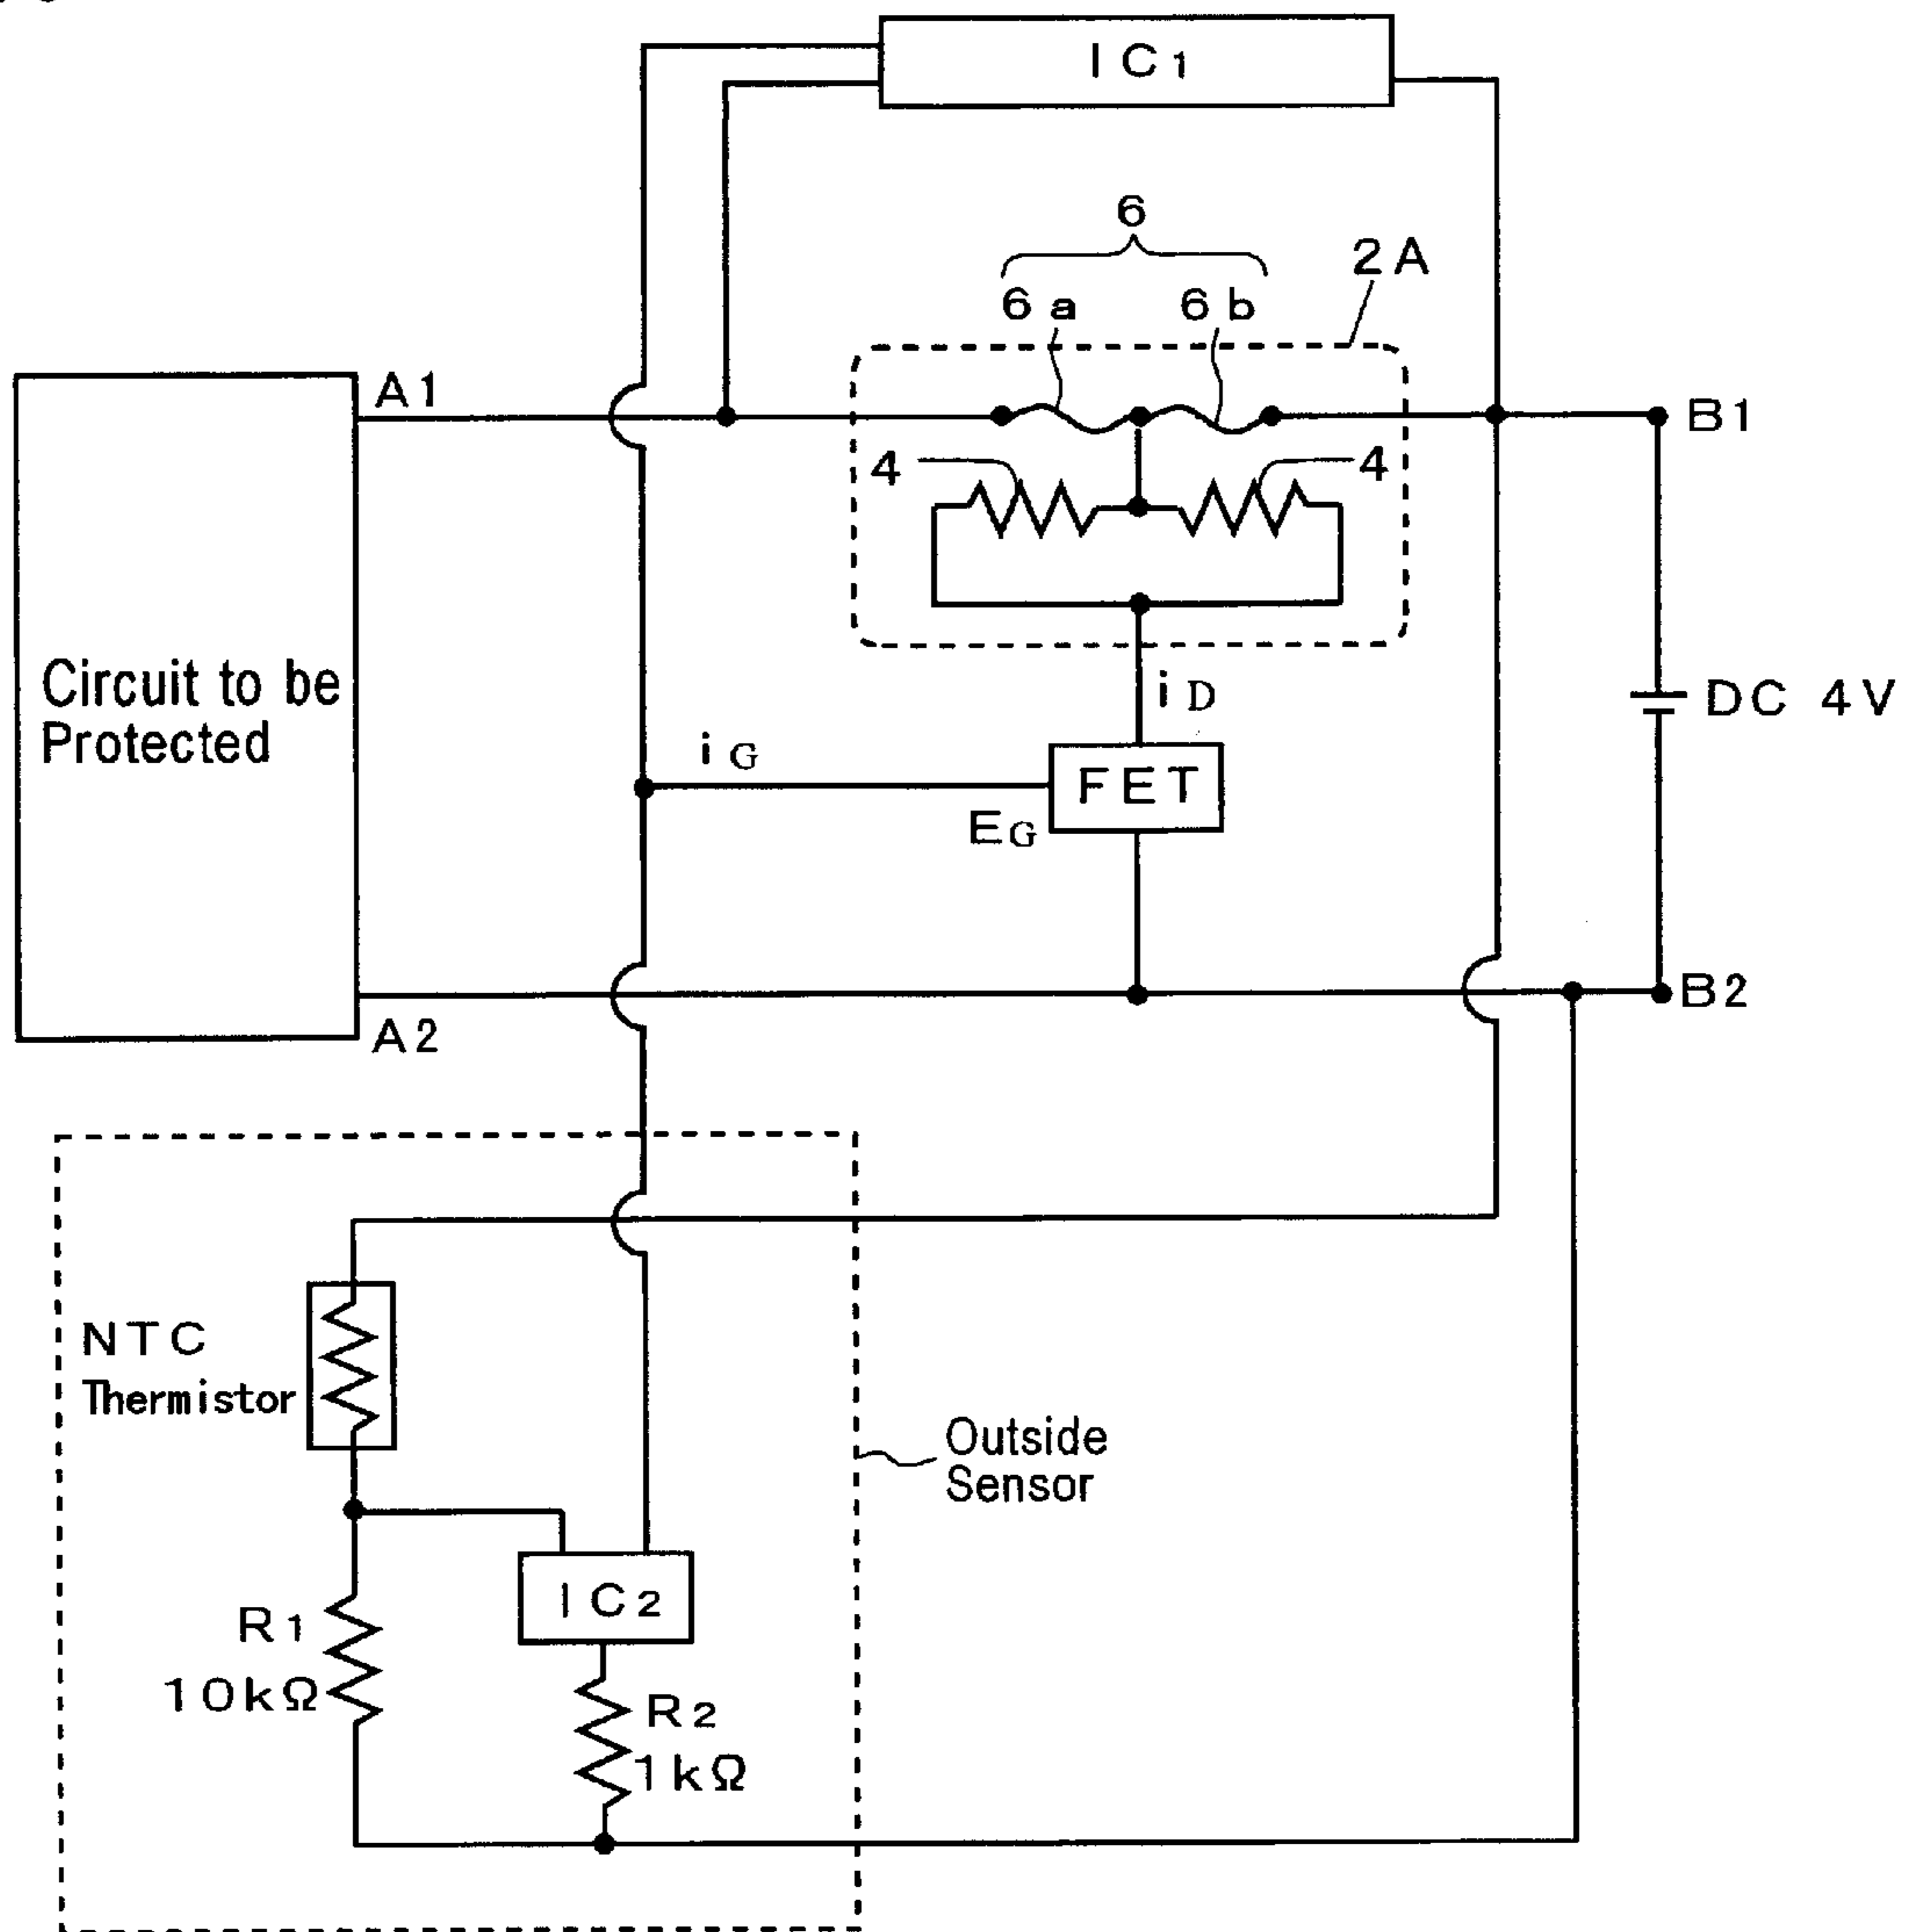 IC1
6
2A
6a 6b
A1
B1
4 4
iD
Circuit to be
Protected
DC 4V
iG
FET
EG
B2
A2
NTC
Thermistor
Outside
Sensor
IC2
R1
10kΩ
R2
1kΩ